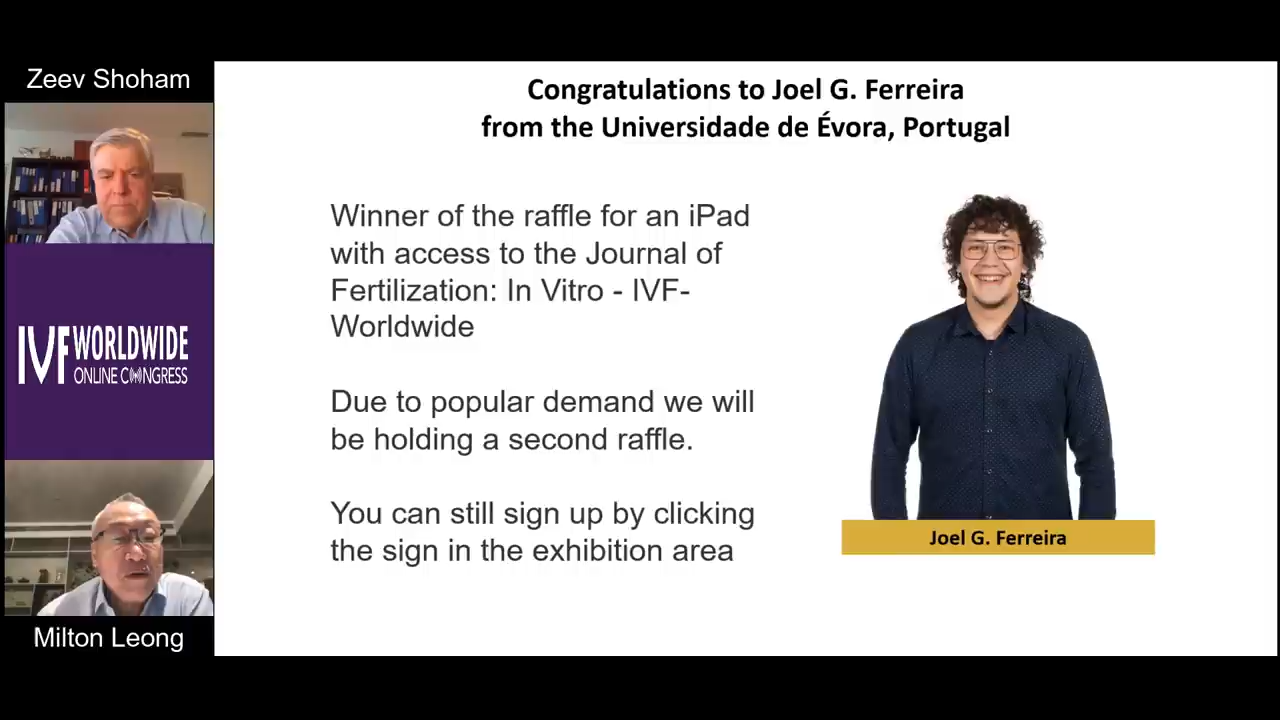 Zeev Shoham
IVF WORLDWIDE
ONLINE CONGRESS
Milton Leong
Congratulations to Joel G. Ferreira
from the Universidade de Évora, Portugal
Winner of the raffle for an iPad
with access to the Journal of
Fertilization: In Vitro - IVF-
Worldwide
Due to popular demand we will
be holding a second raffle.
You can still sign up by clicking
the sign in the exhibition area
Joel G. Ferreira